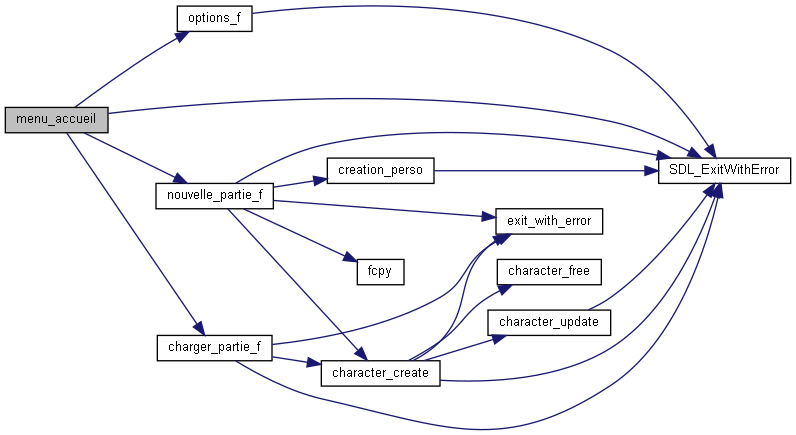 options_f
menu_accueil
creation_perso
SDL_ExitWithError
nouvelle_partie_f
exit_with_error
fcpy
character_free
character_update
charger_partie_f
character_create